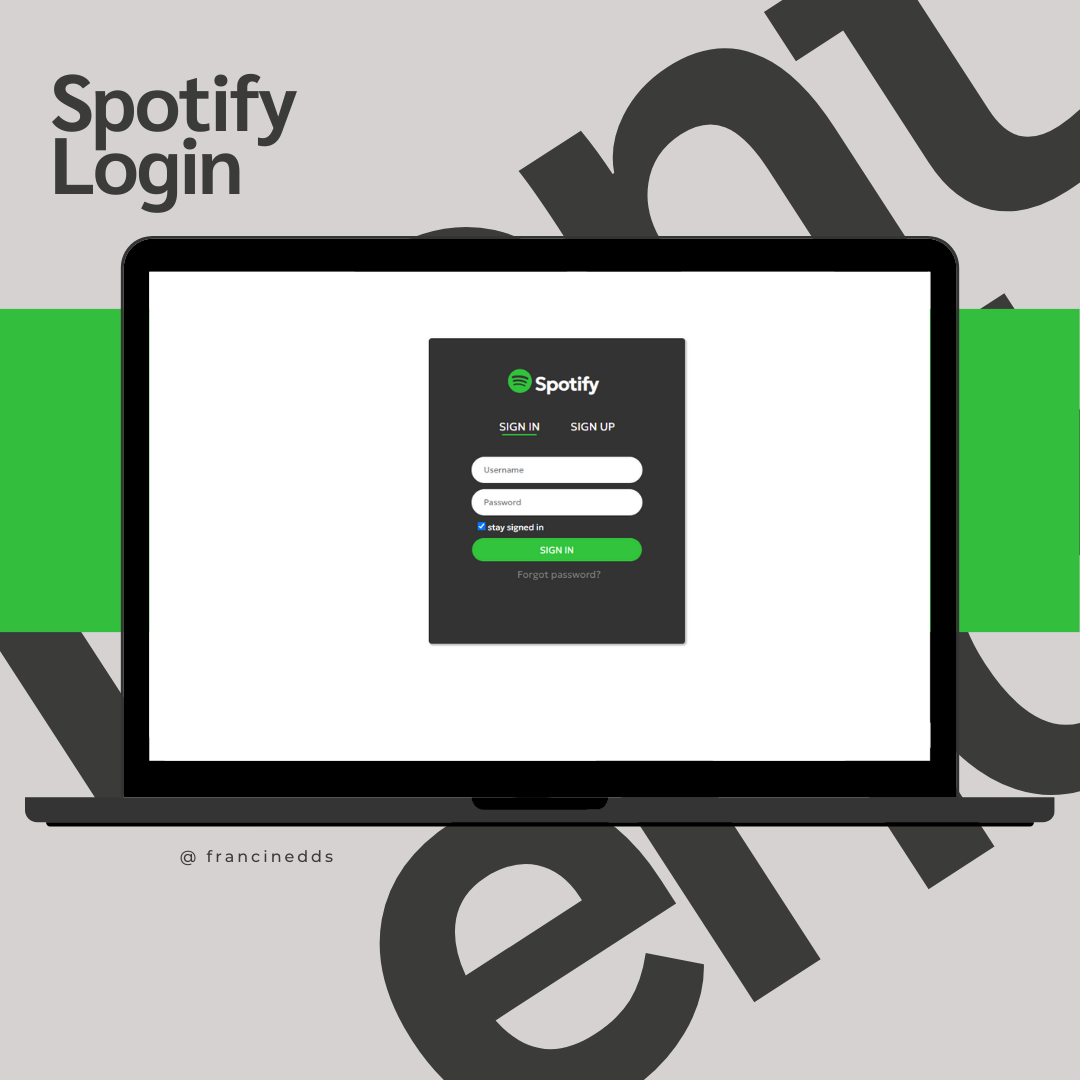 Spotify
Login
Spotify
SIGN IN SIGN UP
Username
Password
stay signed in
SIGN IN
Forgot password?
@ francinedds